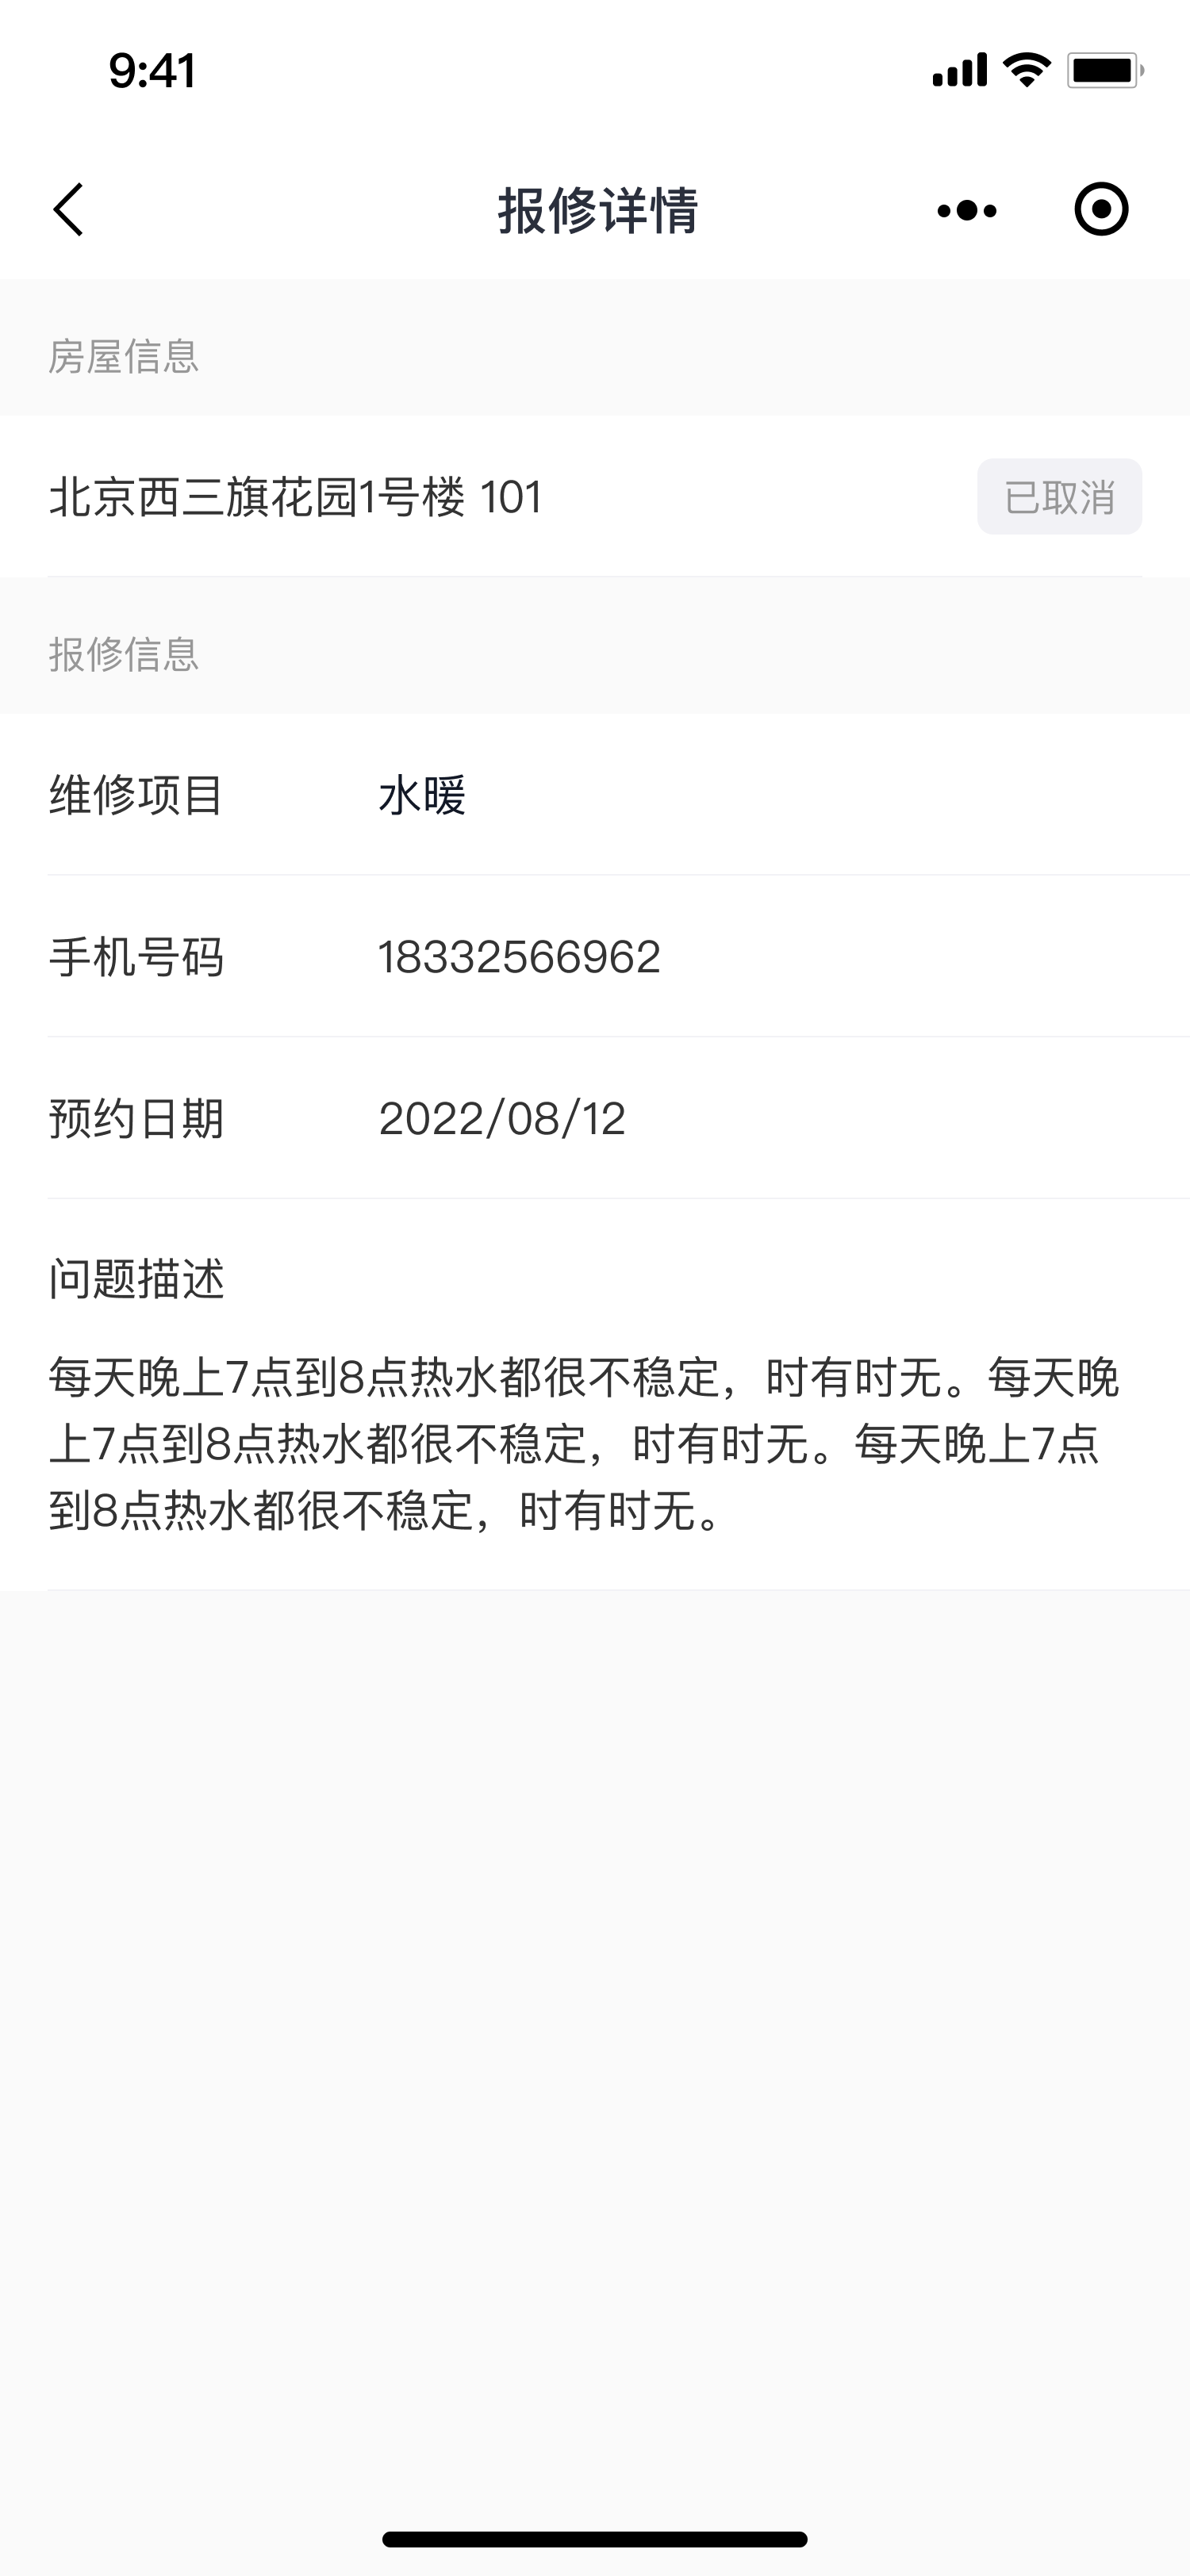 9:41
报修详情
房屋信息
北京西三旗花园1号楼 101
已取消
报修信息
维修项目 水暖
手机号码 18332566962
预约日期 2022/08/12
问题描述
每天晚上7点到8点热水都很不稳定，时有时无。每天晚
上7点到8点热水都很不稳定，时有时无。每天晚上7点
到8点热水都很不稳定，时有时无。